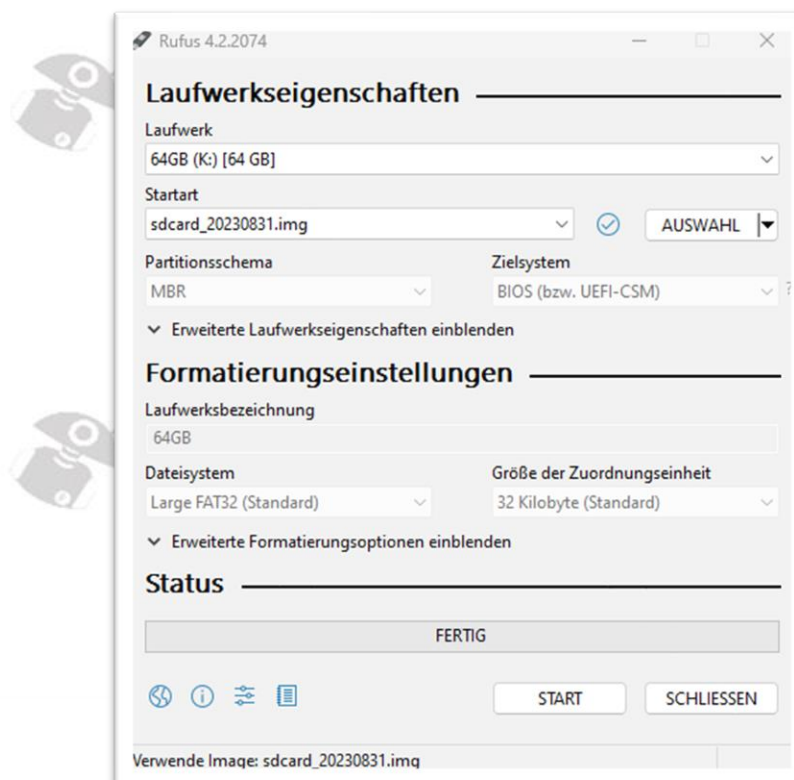 Rufus 4.2.2074
Laufwerkseigenschaften
Laufwerk
64GB (K:) [64 GB]
Startart
sdcard_20230831.img
AUSWAHL
Partitionsschema
Zielsystem
MBR
BIOS (bzw. UEFI-CSM)
?
Erweiterte Laufwerkseigenschaften einblenden
Formatierungseinstellungen
Laufwerksbezeichnung
64GB
Dateisystem
Größe der Zuordnungseinheit
Large FAT32 (Standard)
32 Kilobyte (Standard)
Erweiterte Formatierungsoptionen einblenden
Status
FERTIG
START
SCHLIESSEN
Verwende Image: sdcard_20230831.img